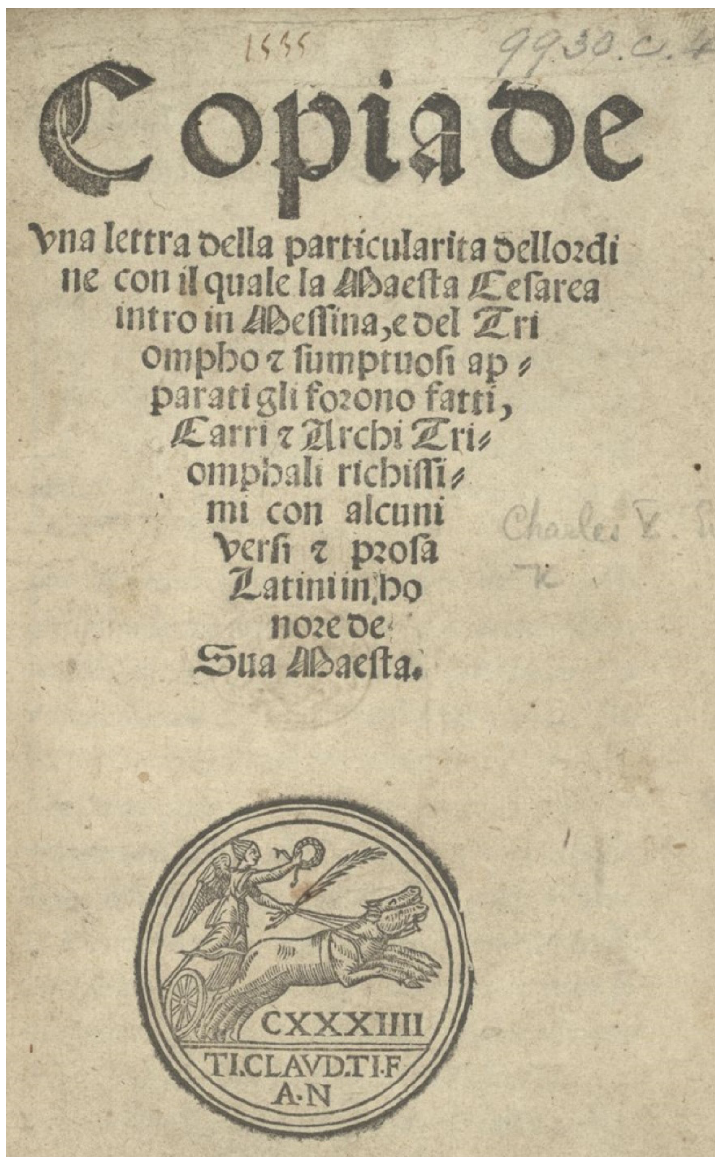 1535
99.30.c.4
Copia de
vna lettra della particularita dellordi
ne con il quale la Maesta Cesarea
intro in Messina, e del Tri
ompho ⁊ sumptuosi ap⸗
parati gli forono fatti,
Carri ⁊ Archi Tri⸗
omphali richissi⸗
mi con alcuni
versi ⁊ prosa
Latini in ho
nore de
Sua Maesta.
Charles V.
CXXXIIII
TI.CLAVD.TI.F
A.N